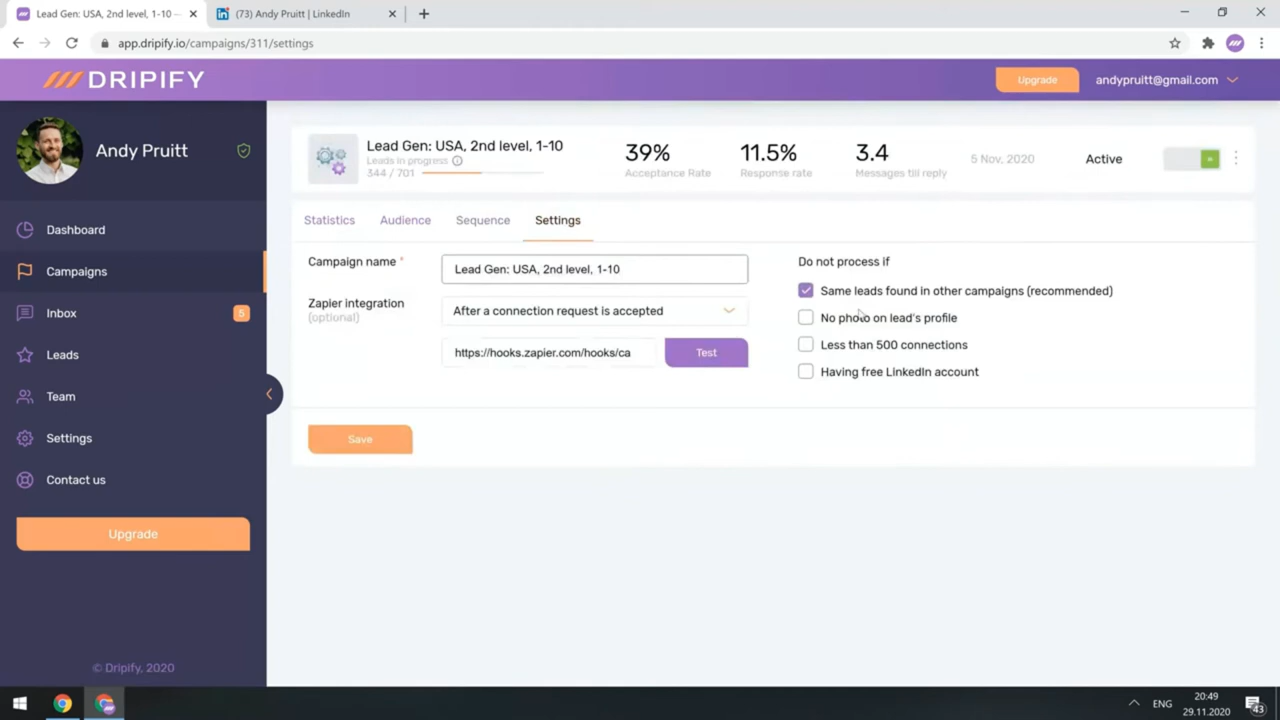 Lead Gen: USA, 2nd level, 1-10 –
(73) Andy Pruitt | LinkedIn
app.dripify.io/campaigns/311/settings
DRIPIFY
Upgrade
andypruitt@gmail.com
Andy Pruitt
Dashboard
Campaigns
Inbox
5
Leads
Team
Settings
Contact us
Upgrade
© Dripify, 2020
Lead Gen: USA, 2nd level, 1-10
Leads in progress
344 / 701
39%
Acceptance Rate
11.5%
Response rate
3.4
Messages till reply
5 Nov, 2020
Active
Statistics
Audience
Sequence
Settings
Campaign name *
Lead Gen: USA, 2nd level, 1-10
Zapier integration
(optional)
After a connection request is accepted
https://hooks.zapier.com/hooks/ca
Test
Do not process if
Same leads found in other campaigns (recommended)
No photo on lead's profile
Less than 500 connections
Having free LinkedIn account
Save
ENG
20:49
29.11.2020
43